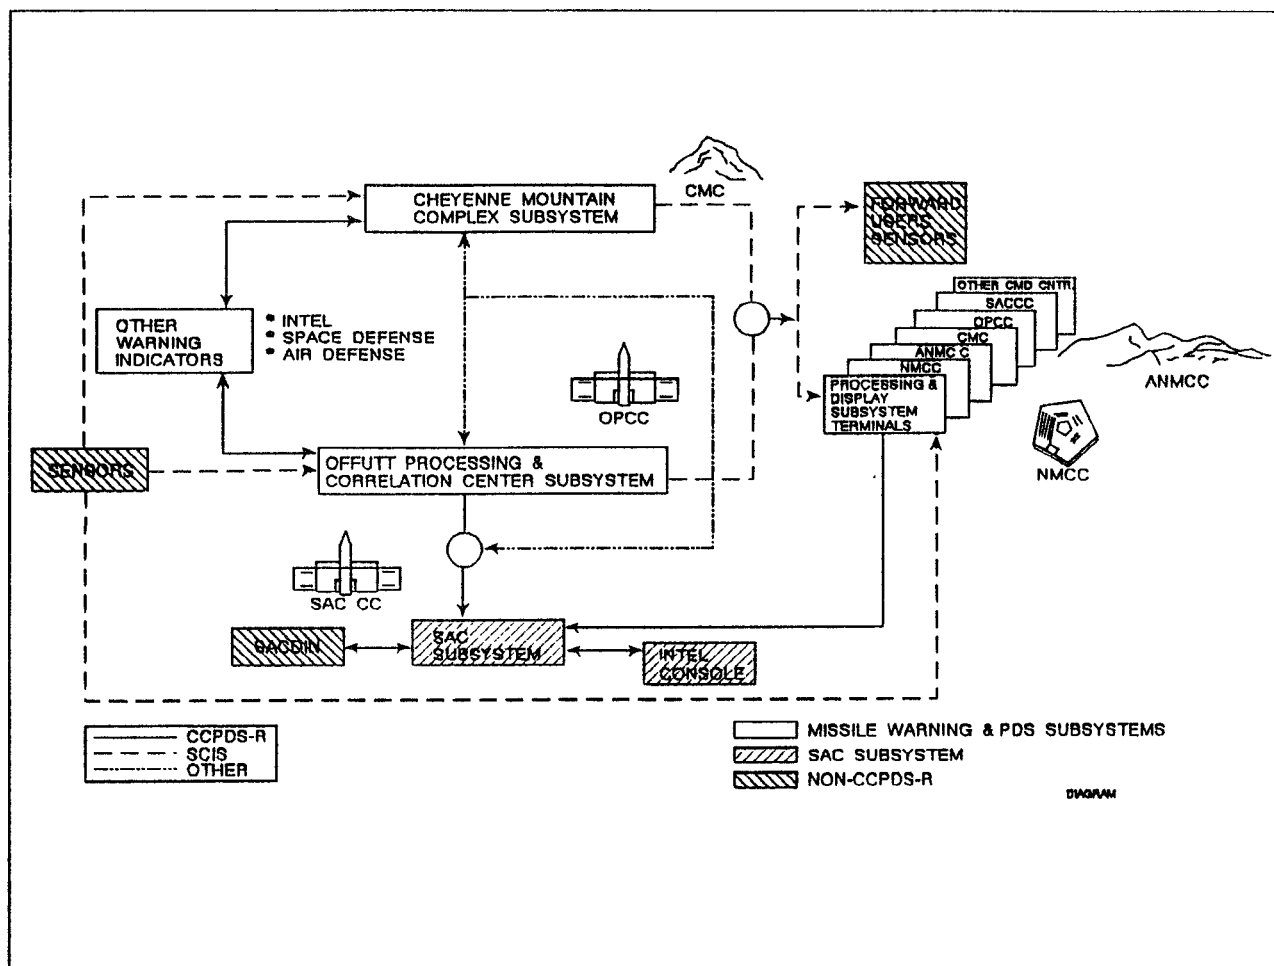 CMC
CHEYENNE MOUNTAIN
COMPLEX SUBSYSTEM
FORWARD
USERS
SENSORS
OTHER CMD CNTR
SACCC
OPCC
CMC
ANMC C
NMCC
PROCESSING &
DISPLAY
SUBSYSTEM
TERMINALS
ANMCC
NMCC
OTHER
WARNING
INDICATORS
* INTEL
* SPACE DEFENSE
* AIR DEFENSE
OPCC
SENSORS
OFFUTT PROCESSING &
CORRELATION CENTER SUBSYSTEM
SAC CC
SACDIN
SAC
SUBSYSTEM
INTEL
CONSOLE
CCPDS-R
SCIS
OTHER
MISSILE WARNING & PDS SUBSYSTEMS
SAC SUBSYSTEM
NON-CCPDS-R
DIAGRAM